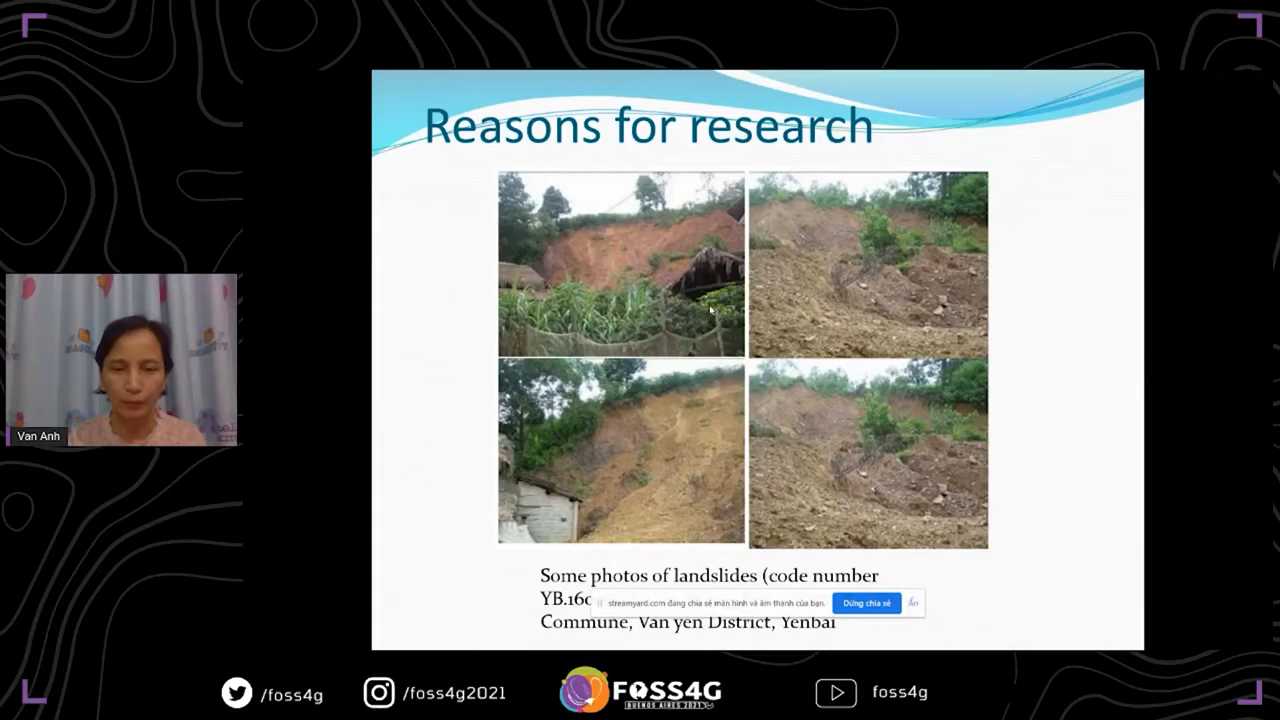 Reasons for research
Van Anh
Some photos of landslides (code number
streamyard.com đang chia sẻ màn hình và âm thanh của bạn.
Dừng chia sẻ
Ẩn
Commune, Van yen District, Yenbai
/foss4g
/foss4g2021
FOSS4G
BUENOS AIRES 2021
foss4g